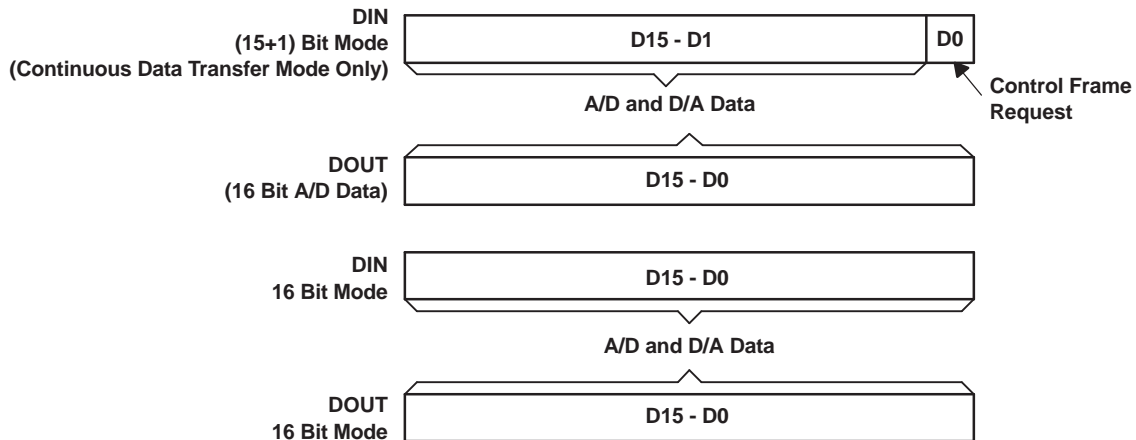 DIN
(15+1) Bit Mode
(Continuous Data Transfer Mode Only)
D15 - D1
D0
A/D and D/A Data
Control Frame
Request
DOUT
(16 Bit A/D Data)
D15 - D0
DIN
16 Bit Mode
D15 - D0
A/D and D/A Data
DOUT
16 Bit Mode
D15 - D0